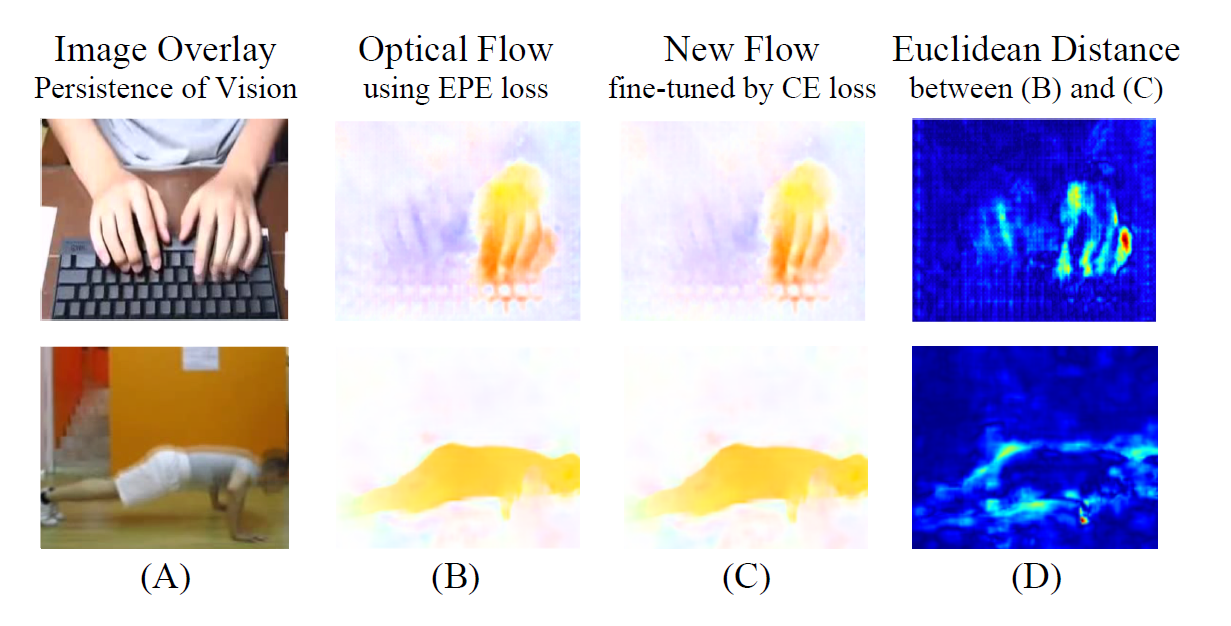 Image Overlay
Persistence of Vision
Optical Flow
using EPE loss
New Flow
fine-tuned by CE loss
Euclidean Distance
between (B) and (C)
(A)
(B)
(C)
(D)